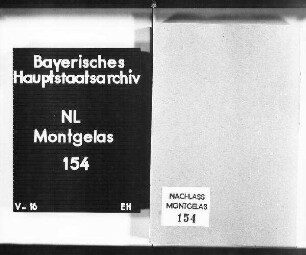 Bayerisches
Hauptstaatsarchiv
NL
Montgelas
154
V-16 EH
NACHLASS
MONTGELAS
154